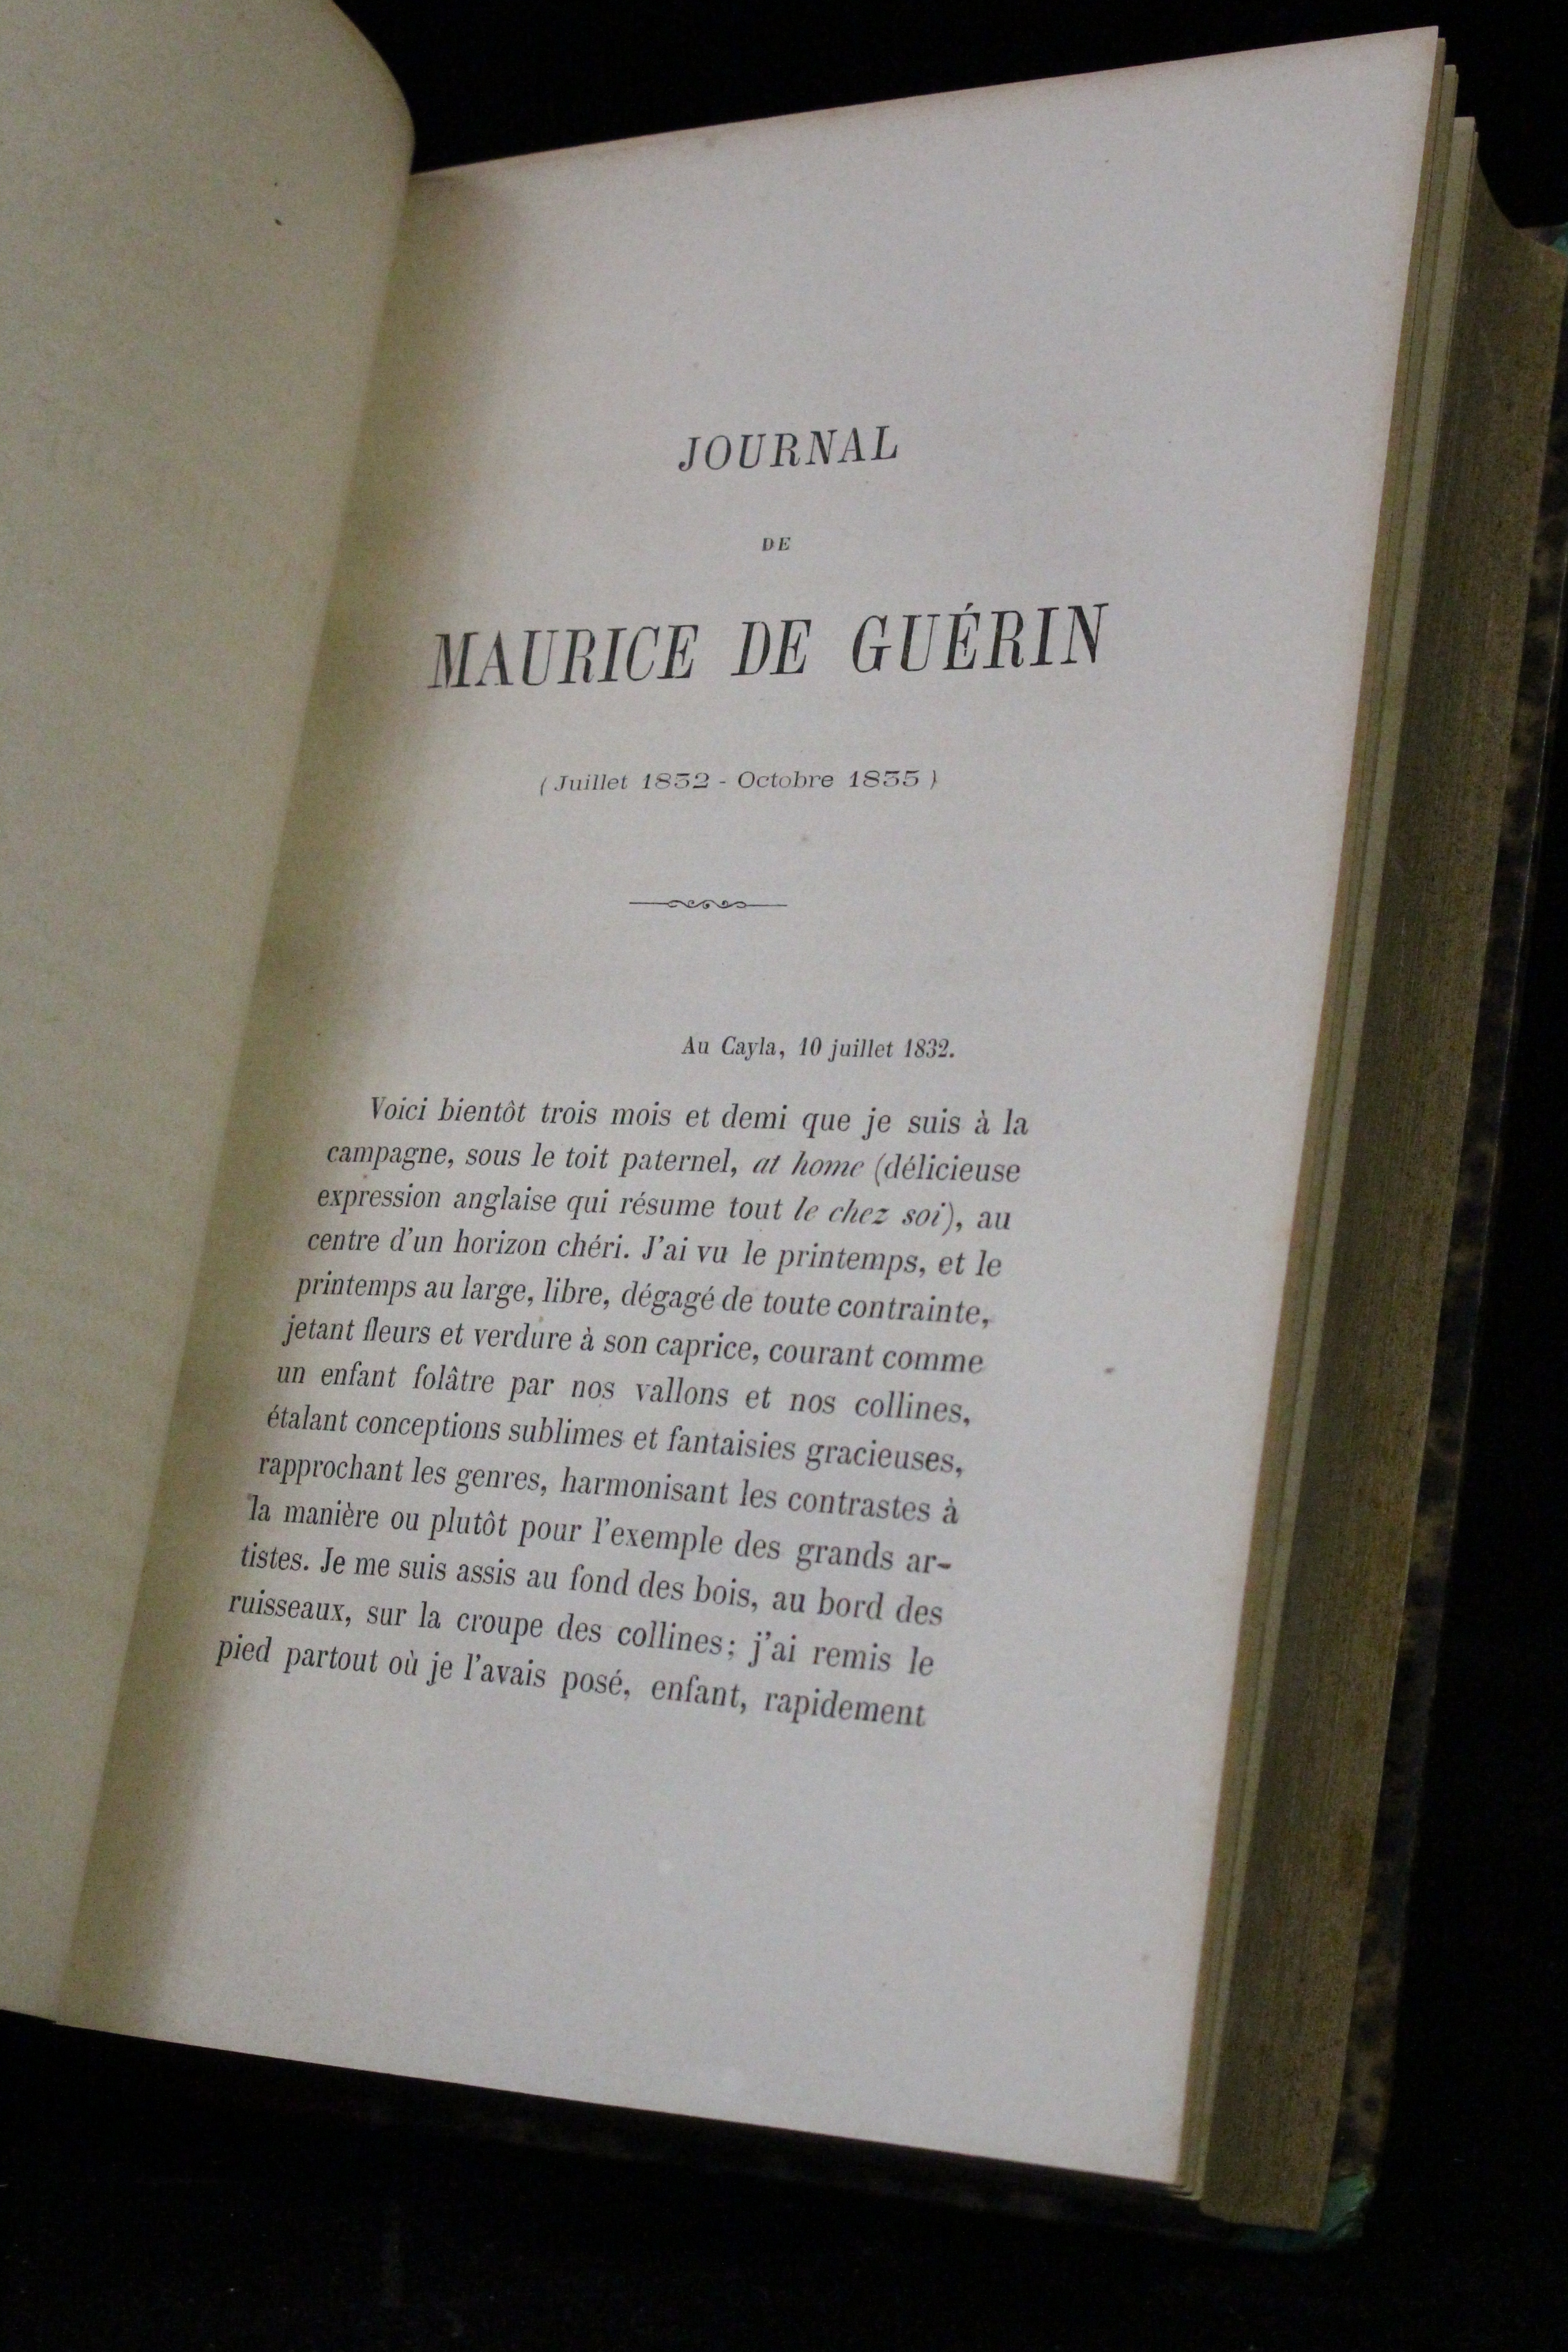 JOURNAL
DE
MAURICE DE GUÉRIN
(Juillet 1832 - Octobre 1835)
Au Cayla, 10 juillet 1832.
Voici bientôt trois mois et demi que je suis à la
campagne, sous le toit paternel, at home (délicieuse
expression anglaise qui résume tout le chez soi), au
centre d'un horizon chéri. J'ai vu le printemps, et le
printemps au large, libre, dégagé de toute contrainte,
jetant fleurs et verdure à son caprice, courant comme
un enfant folâtre par nos vallons et nos collines,
étalant conceptions sublimes et fantaisies gracieuses,
rapprochant les genres, harmonisant les contrastes à
la manière ou plutôt pour l'exemple des grands ar-
tistes. Je me suis assis au fond des bois, au bord des
ruisseaux, sur la croupe des collines; j'ai remis le
pied partout où je l'avais posé, enfant, rapidement